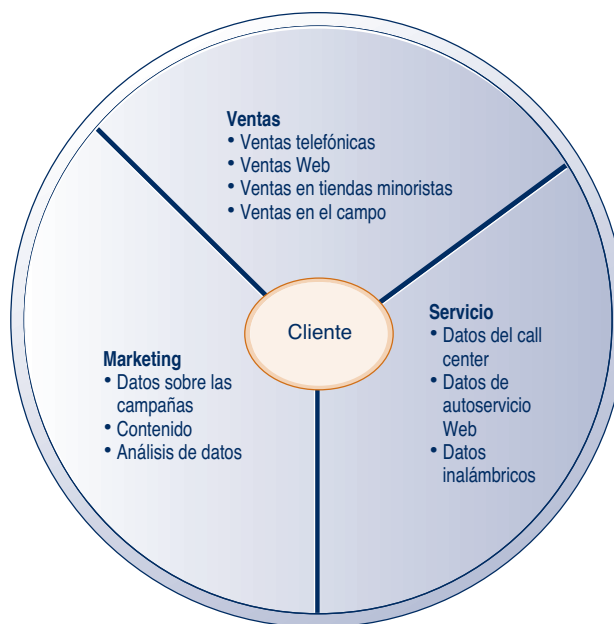 Ventas
• Ventas telefónicas
• Ventas Web
• Ventas en tiendas minoristas
• Ventas en el campo
Cliente
Servicio
• Datos del call
center
• Datos de
autoservicio
Web
• Datos
inalámbricos
Marketing
• Datos sobre las
campañas
• Contenido
• Análisis de datos